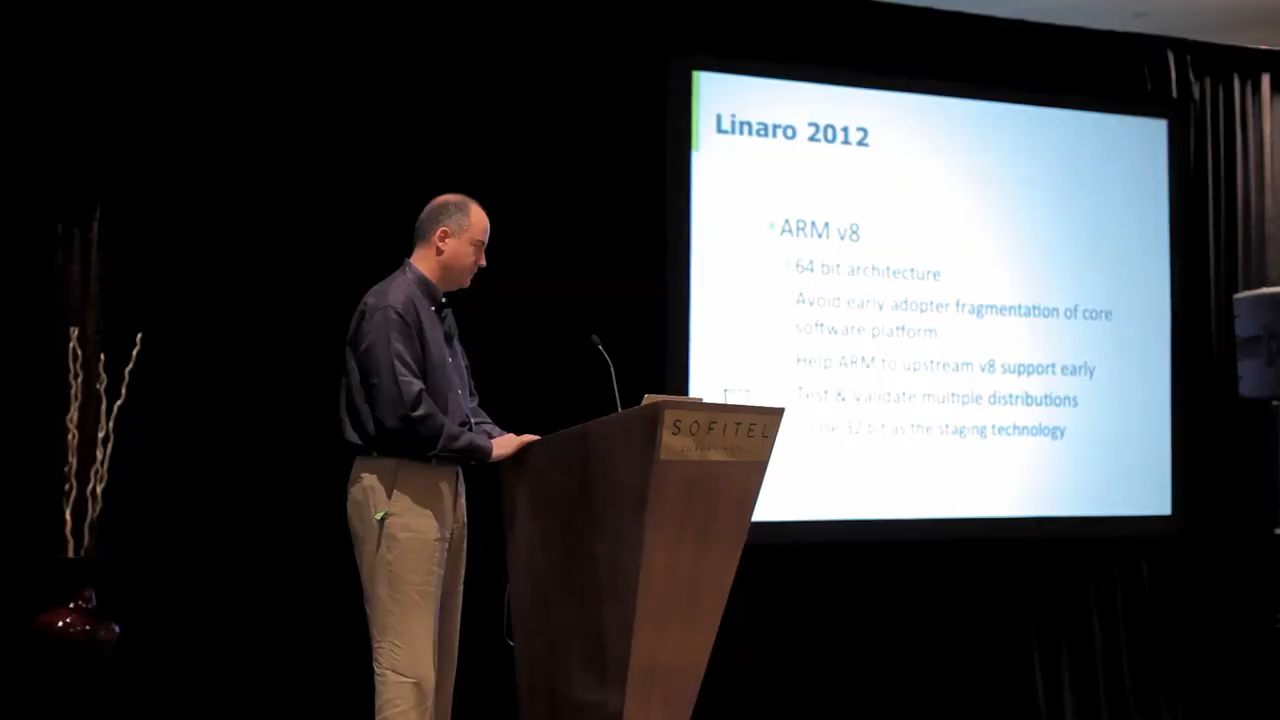 Linaro 2012
ARM v8
64 bit architecture
Avoid early adopter fragmentation of core
software platform
Help ARM to upstream v8 support early
Test & Validate multiple distributions
Use 32 bit as the staging technology
SOFITEL